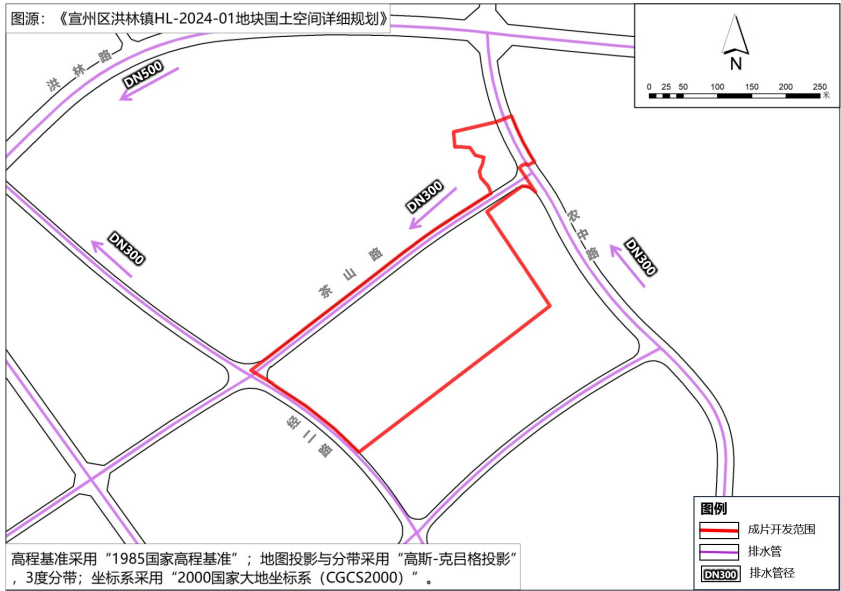 图源：《宣州区洪林镇HL-2024-01地块国土空间详细规划》
N
0 25 50 100 150 200 250
米
洪林路
DN500
DN300
DN300
茶山路
农中路
DN300
经二路
图例
成片开发范围
排水管
DN300 排水管径
高程基准采用“1985国家高程基准”；地图投影与分带采用“高斯-克吕格投影”
，3度分带；坐标系采用“2000国家大地坐标系（CGCS2000）”。